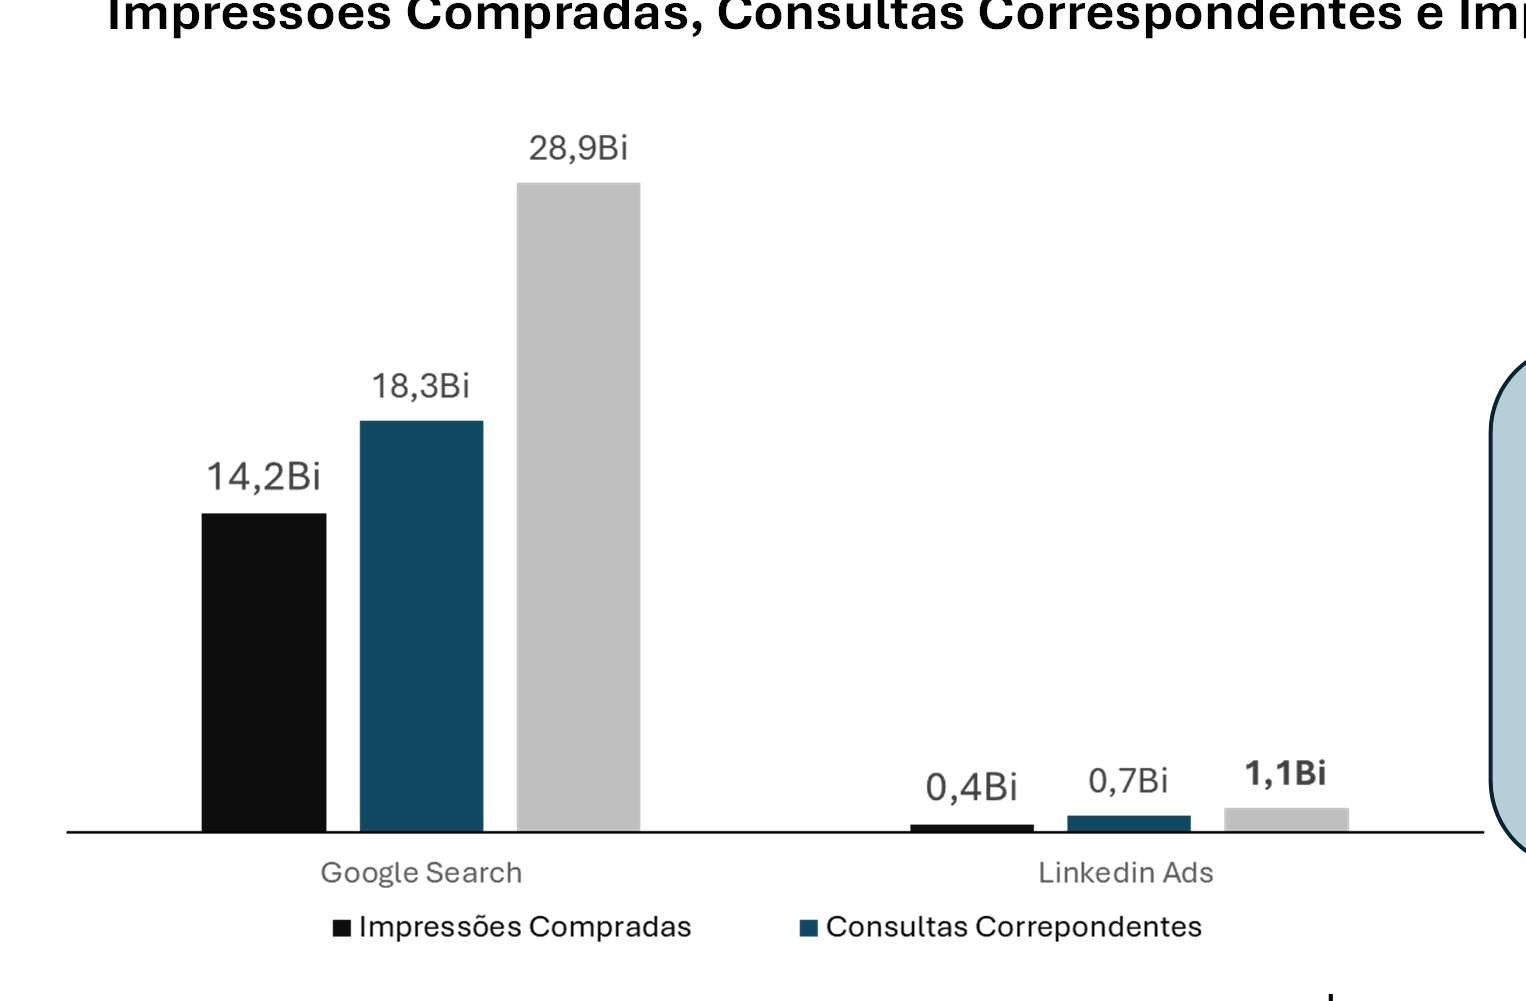 Impressões Compradas, Consultas Correspondentes e
28,9Bi
18,3Bi
14,2Bi
0,4Bi
0,7Bi
1,1Bi
Google Search
Linkedin Ads
Impressões Compradas
Consultas Correpondentes